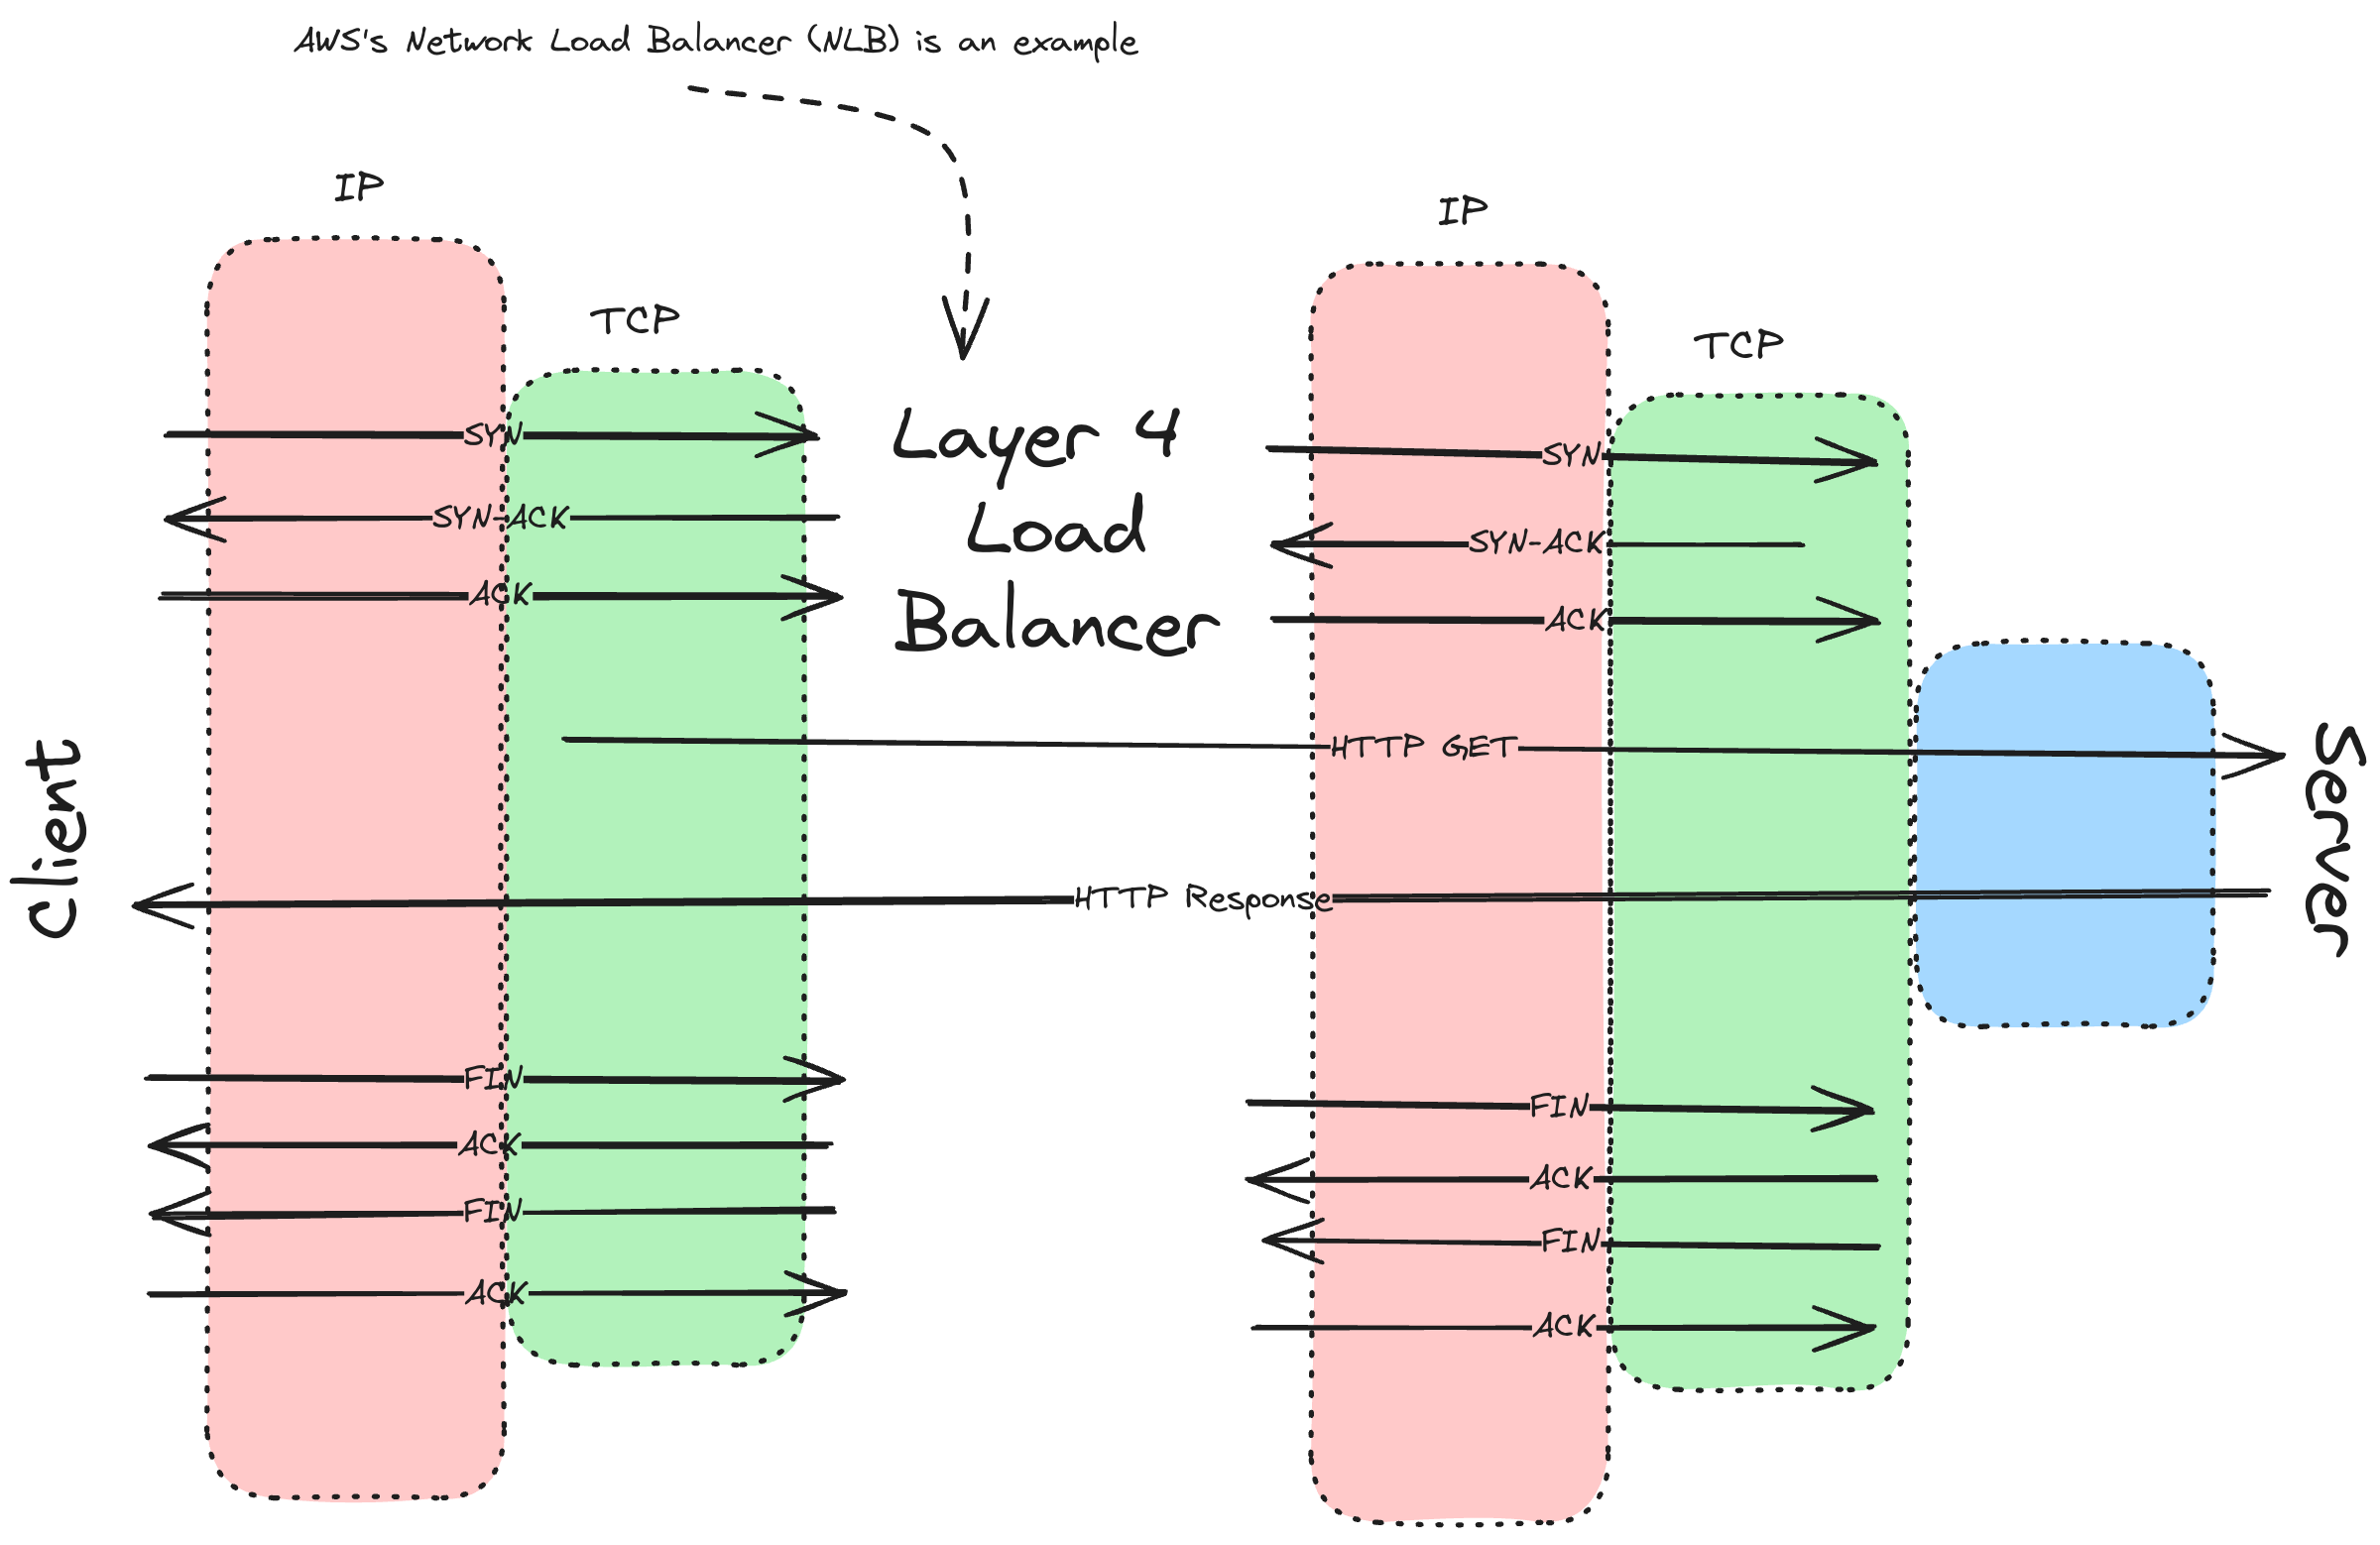 AWS's Network Load Balancer (NLB) is an example
IP
IP
TCP
TCP
Layer 4
Load
Balancer
SYN
SYN-ACK
ACK
SYN
SYN-ACK
ACK
Client
HTTP GET
HTTP Response
Server
FIN
ACK
FIN
ACK
FIN
ACK
FIN
ACK